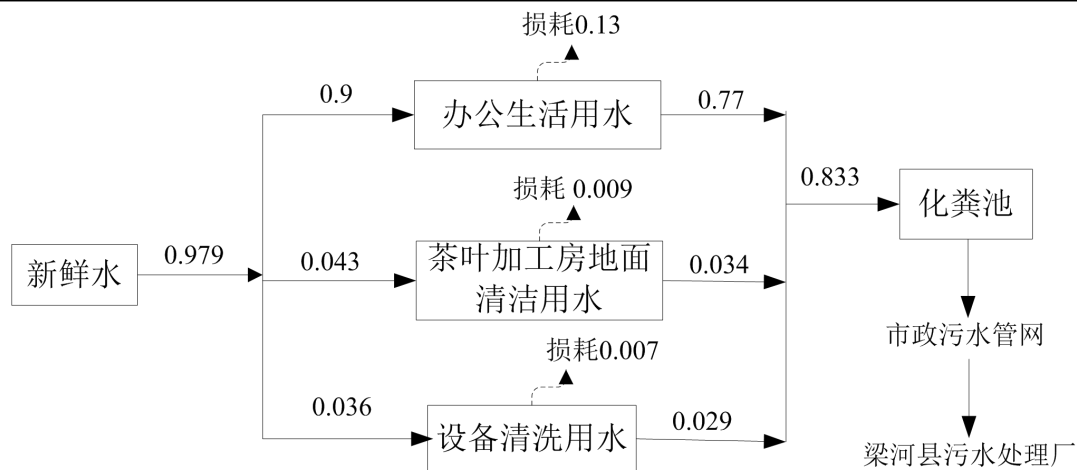 损耗0.13
0.9
办公生活用水
0.77
0.833
化粪池
损耗 0.009
新鲜水
0.979
0.043
茶叶加工房地面
清洁用水
0.034
市政污水管网
损耗0.007
0.036
设备清洗用水
0.029
梁河县污水处理厂